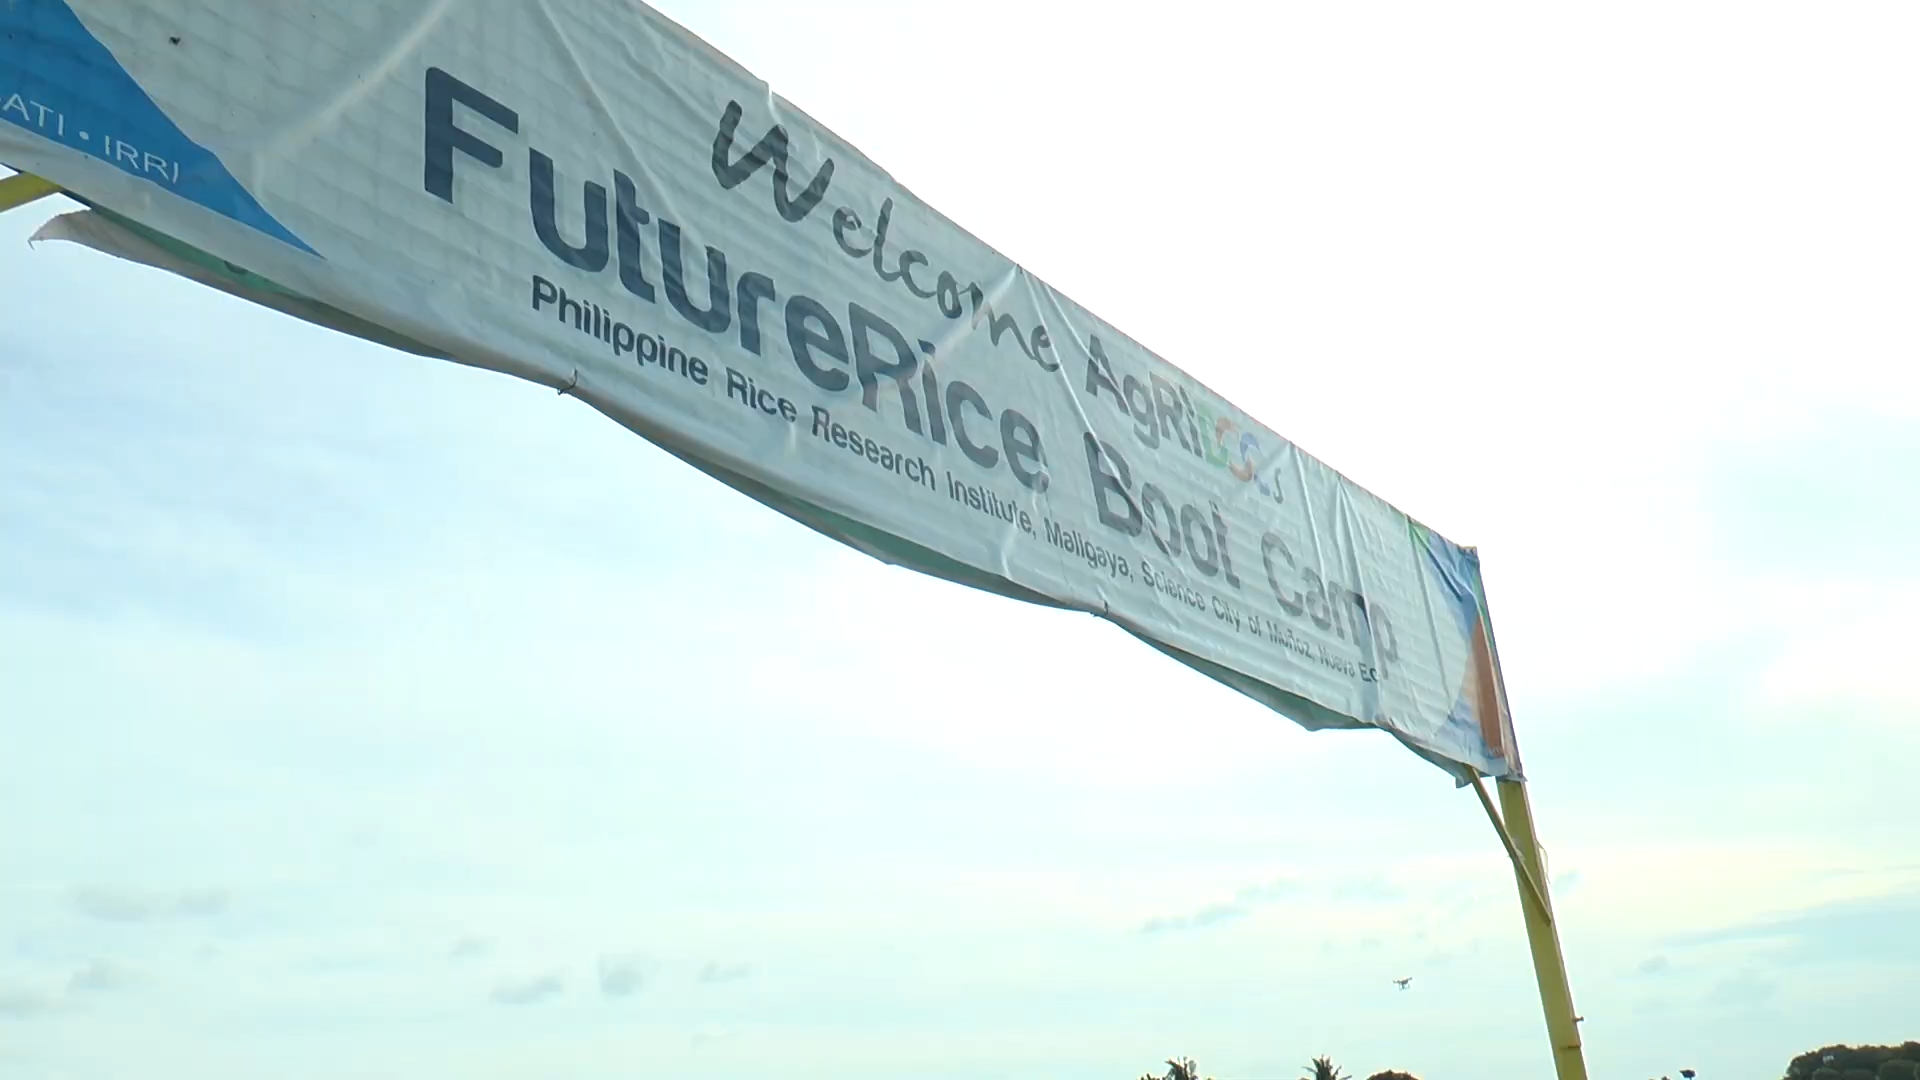 ATI • IRRI
Welcome AgRiDOCs
FutureRice Boot Camp
Philippine Rice Research Institute, Maligaya, Science City of Muñoz, Nueva Ec